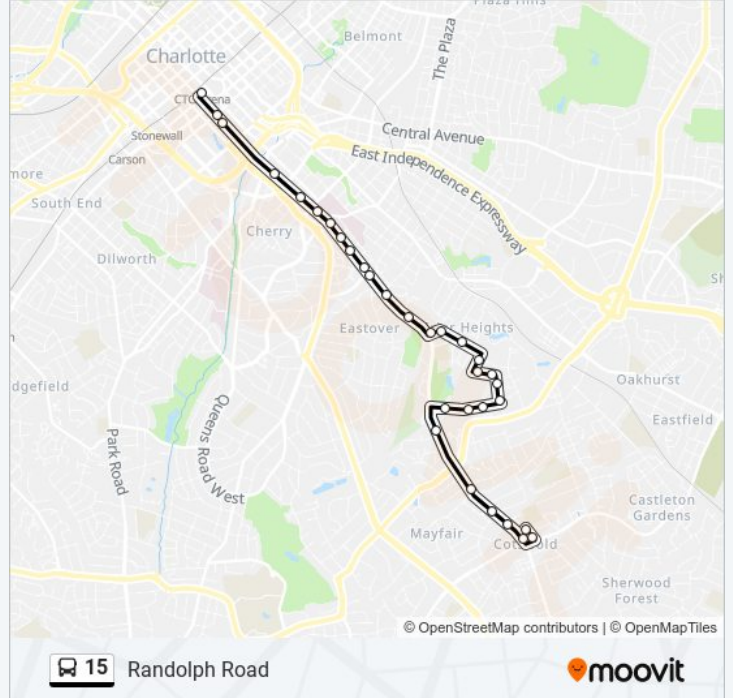 Plaza Hills
Belmont
The Plaza
Charlotte
CTC Arena
Stonewall
Carson
Central Avenue
East Independence Expressway
more
South End
Cherry
Dilworth
Sh
Eastover
r Heights
Oakhurst
dgefield
Eastfield
Queens Road West
Park Road
Castleton
Gardens
Mayfair
Cotswold
Sherwood
Forest
© OpenStreetMap contributors | © OpenMapTiles
15 Randolph Road
moovit